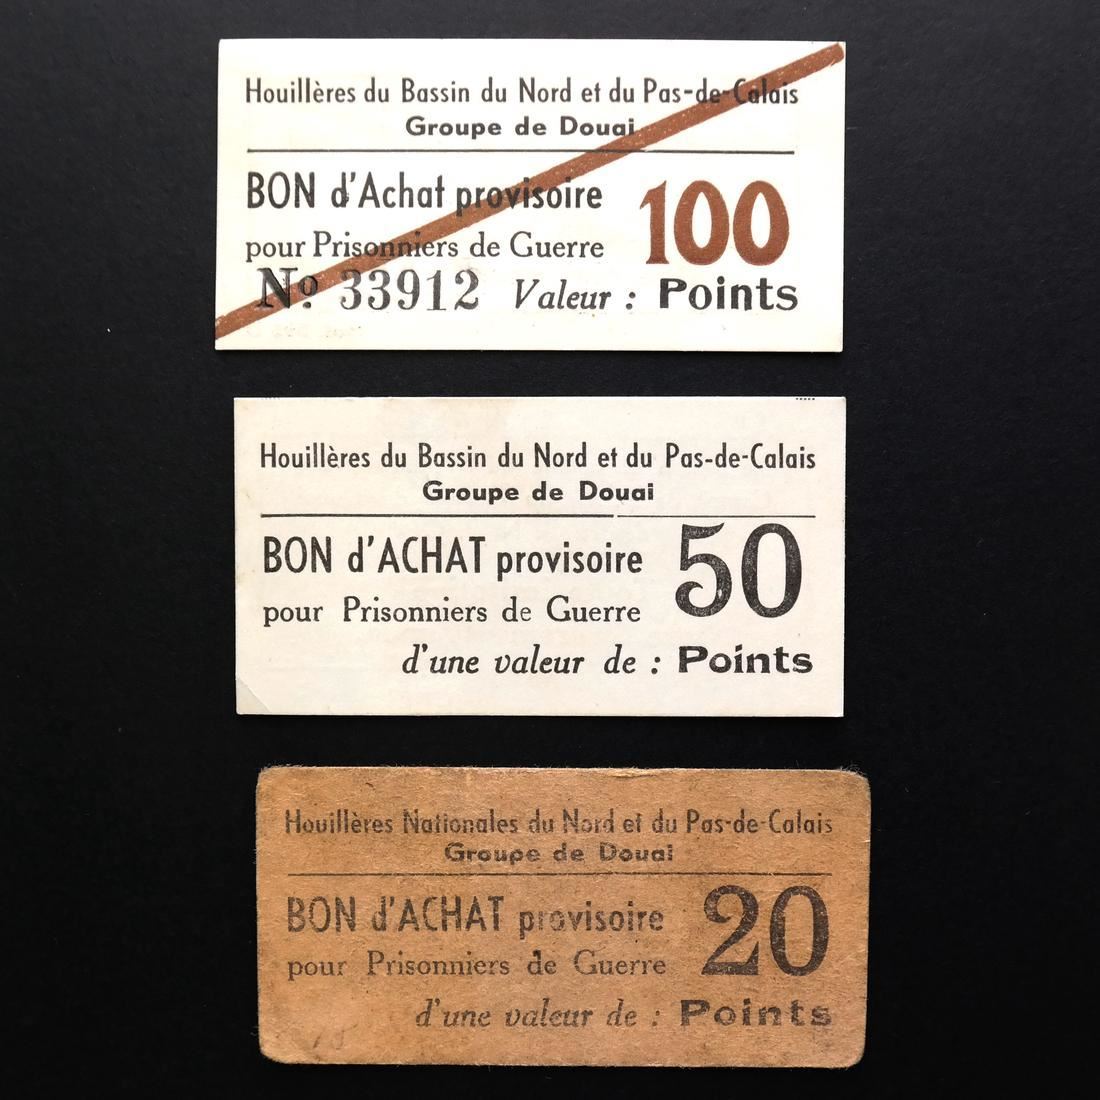 Houillères du Bassin du Nord et du Pas-de-Calais
Groupe de Douai
BON d'Achat provisoire
100
pour Prisonniers de Guerre
No 33912 Valeur : Points
Houillères du Bassin du Nord et du Pas-de-Calais
Groupe de Douai
BON d'ACHAT provisoire
50
pour Prisonniers de Guerre
d'une valeur de : Points
Houillères Nationales du Nord et du Pas-de-Calais
Groupe de Douai
BON d'ACHAT provisoire
20
pour Prisonniers de Guerre
d'une valeur de : Points